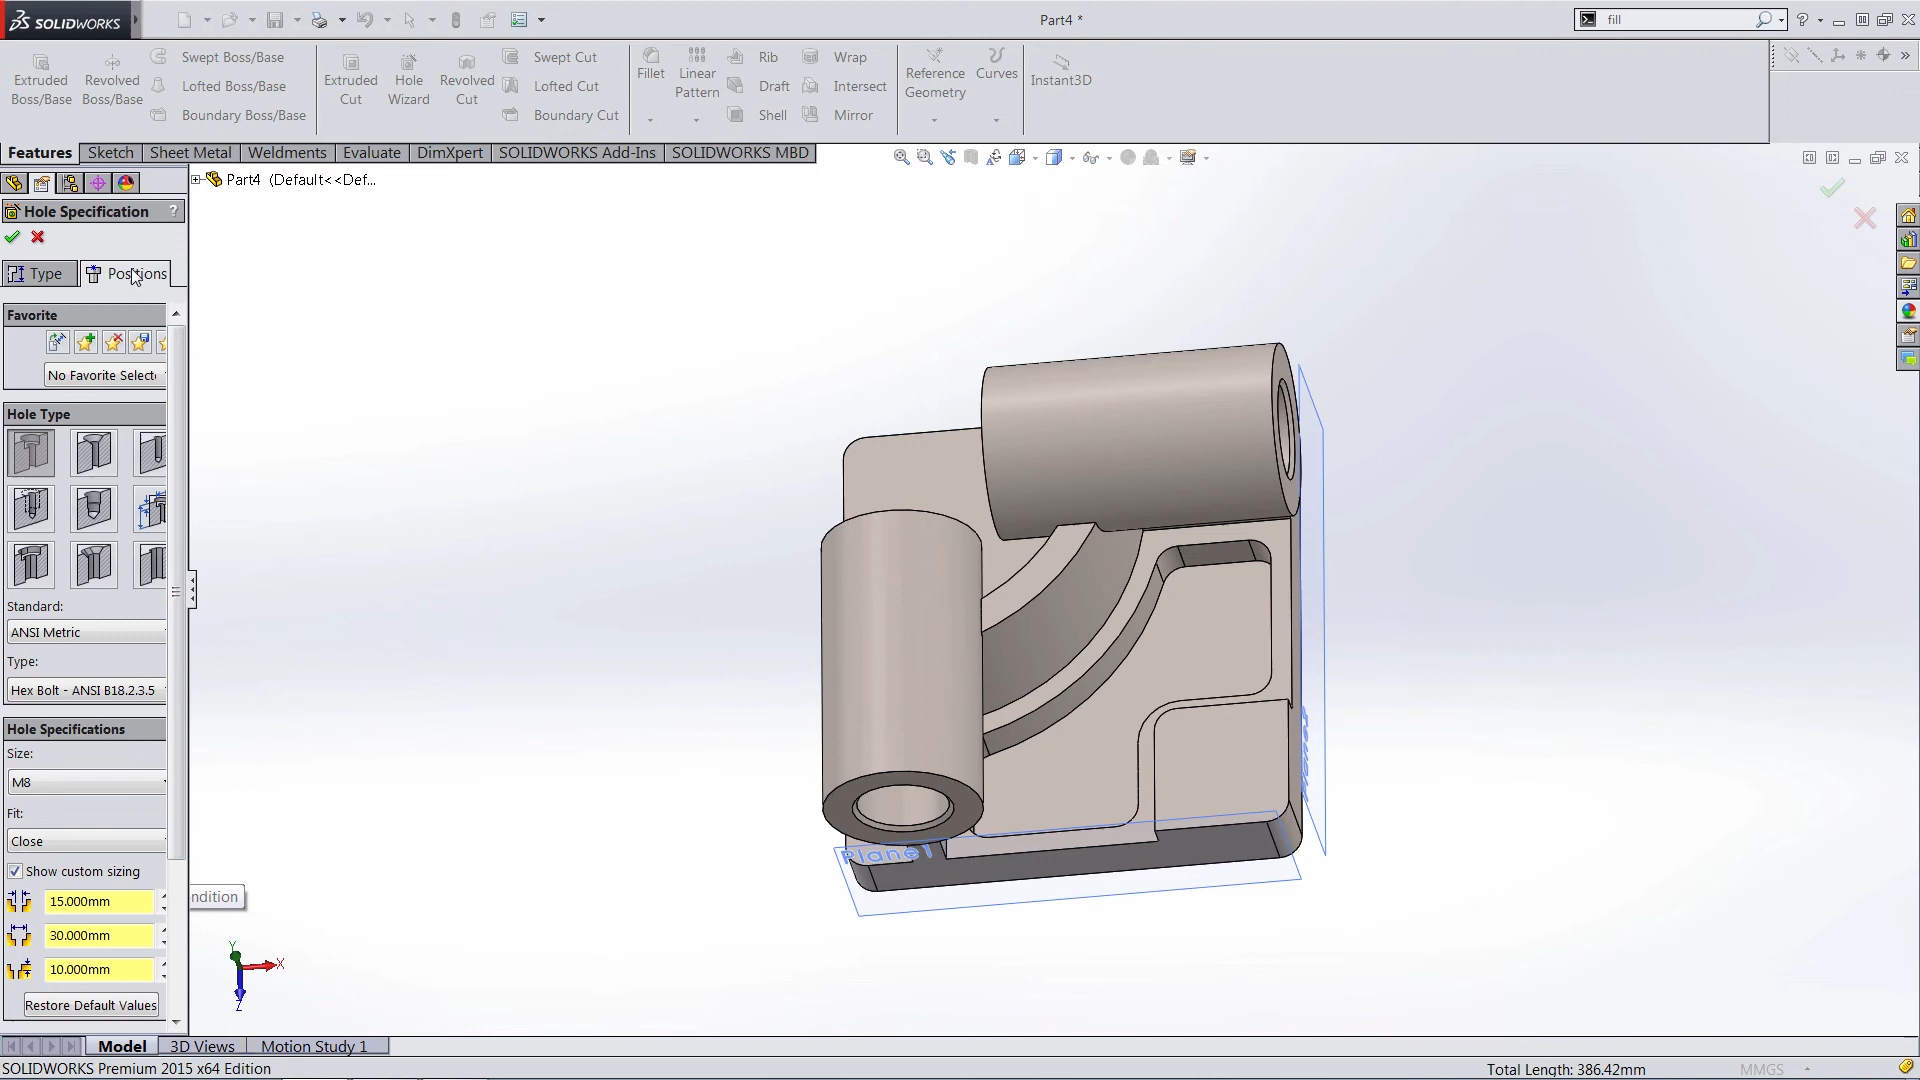 SOLIDWORKS
Part4 *
fill
Extruded Boss/Base
Revolved Boss/Base
Swept Boss/Base
Lofted Boss/Base
Boundary Boss/Base
Extruded Cut
Hole Wizard
Revolved Cut
Swept Cut
Lofted Cut
Boundary Cut
Fillet
Linear Pattern
Rib
Draft
Shell
Wrap
Intersect
Mirror
Reference Geometry
Curves
Instant3D
Features
Sketch
Sheet Metal
Weldments
Evaluate
DimXpert
SOLIDWORKS Add-Ins
SOLIDWORKS MBD
Part4 (Default<<Def...
Hole Specification
?
Type
Positions
Favorite
No Favorite Selecte
Hole Type
Standard:
ANSI Metric
Type:
Hex Bolt - ANSI B18.2.3.5
Hole Specifications
Size:
M8
Fit:
Close
Show custom sizing
15.000mm
ndition
30.000mm
10.000mm
Restore Default Values
Plane1
Y
X
Z
Model
3D Views
Motion Study 1
SOLIDWORKS Premium 2015 x64 Edition
Total Length: 386.42mm
MMGS